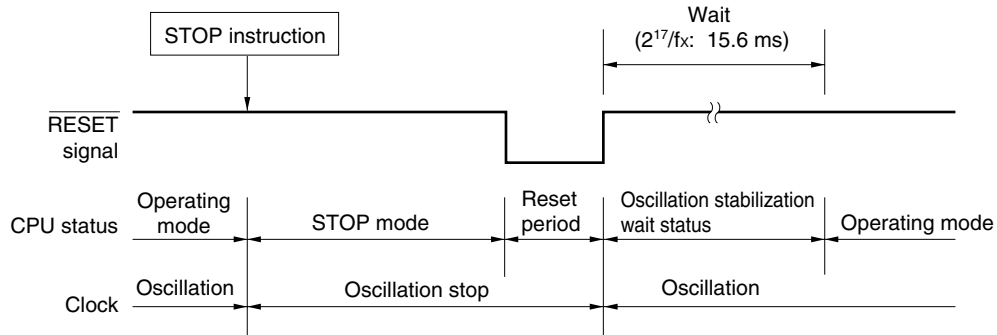 Wait
(2¹⁷/fx: 15.6 ms)
STOP instruction
RESET
signal
CPU status
Operating
mode
STOP mode
Reset
period
Oscillation stabilization
wait status
Operating mode
Clock
Oscillation
Oscillation stop
Oscillation